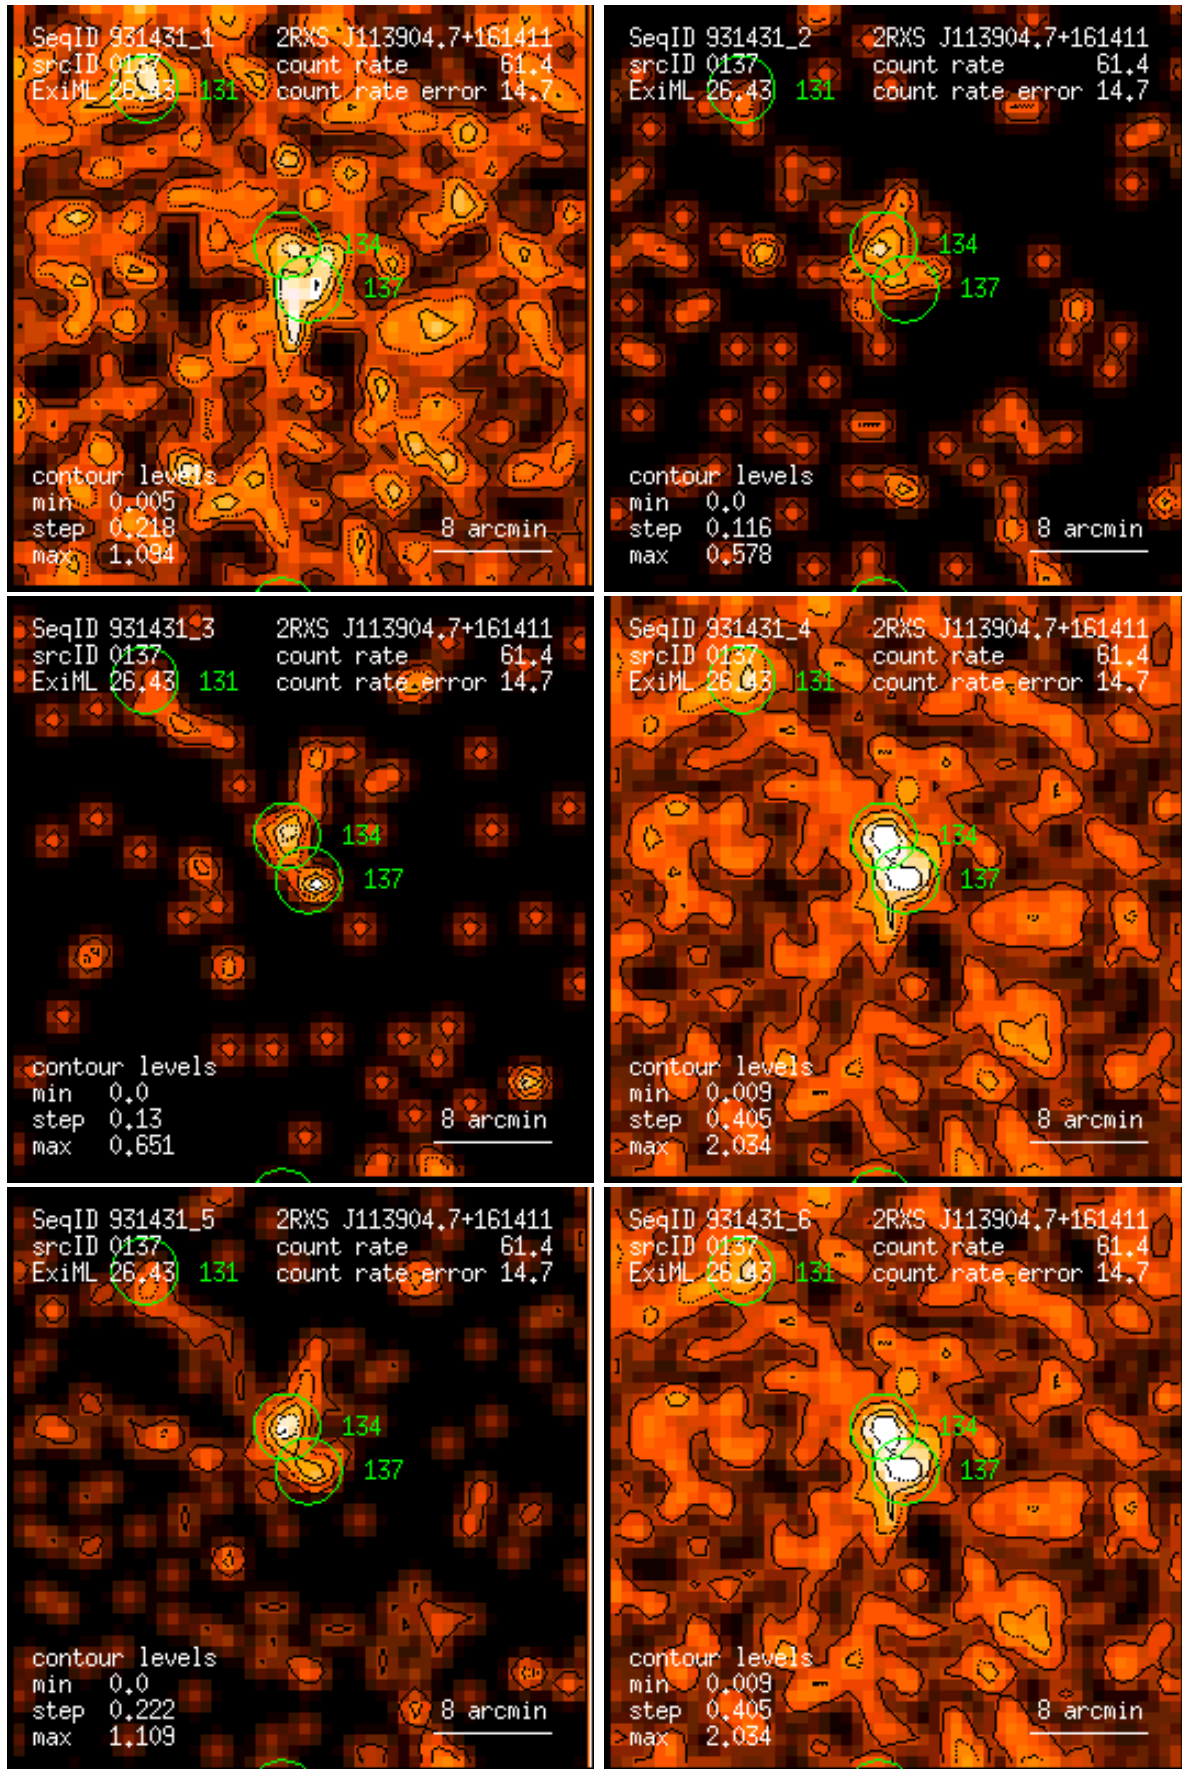 SeqID 931431_1 2RXS J113904.7+161411
srcID 0137 count rate 61.4
ExiML 26.43 131 count rate error 14.7
134
137
contour levels
min 0.005
step 0.218 8 arcmin
max 1.094
SeqID 931431_2 2RXS J113904.7+161411
srcID 0137 count rate 61.4
ExiML 26.43 131 count rate error 14.7
134
137
contour levels
min 0.0
step 0.116 8 arcmin
max 0.578
SeqID 931431_3 2RXS J113904.7+161411
srcID 0137 count rate 61.4
ExiML 26.43 131 count rate error 14.7
134
137
contour levels
min 0.0
step 0.13 8 arcmin
max 0.651
SeqID 931431_4 2RXS J113904.7+161411
srcID 0137 count rate 61.4
ExiML 26.43 131 count rate error 14.7
134
137
contour levels
min 0.009
step 0.405 8 arcmin
max 2.034
SeqID 931431_5 2RXS J113904.7+161411
srcID 0137 count rate 61.4
ExiML 26.43 131 count rate error 14.7
134
137
contour levels
min 0.0
step 0.222 8 arcmin
max 1.109
SeqID 931431_6 2RXS J113904.7+161411
srcID 0137 count rate 61.4
ExiML 26.43 131 count rate error 14.7
134
137
contour levels
min 0.009
step 0.405 8 arcmin
max 2.034